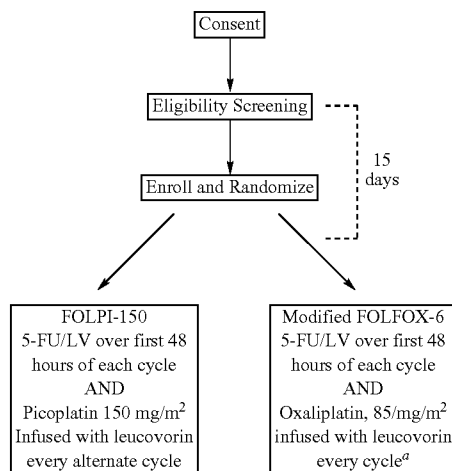 Consent
Eligibility Screening
15
days
Enroll and Randomize
FOLPI-150
5-FU/LV over first 48
hours of each cycle
AND
Picoplatin 150 mg/m²
Infused with leucovorin
every alternate cycle
Modified FOLFOX-6
5-FU/LV over first 48
hours of each cycle
AND
Oxaliplatin, 85/mg/m²
infused with leucovorin
every cycleᵃ